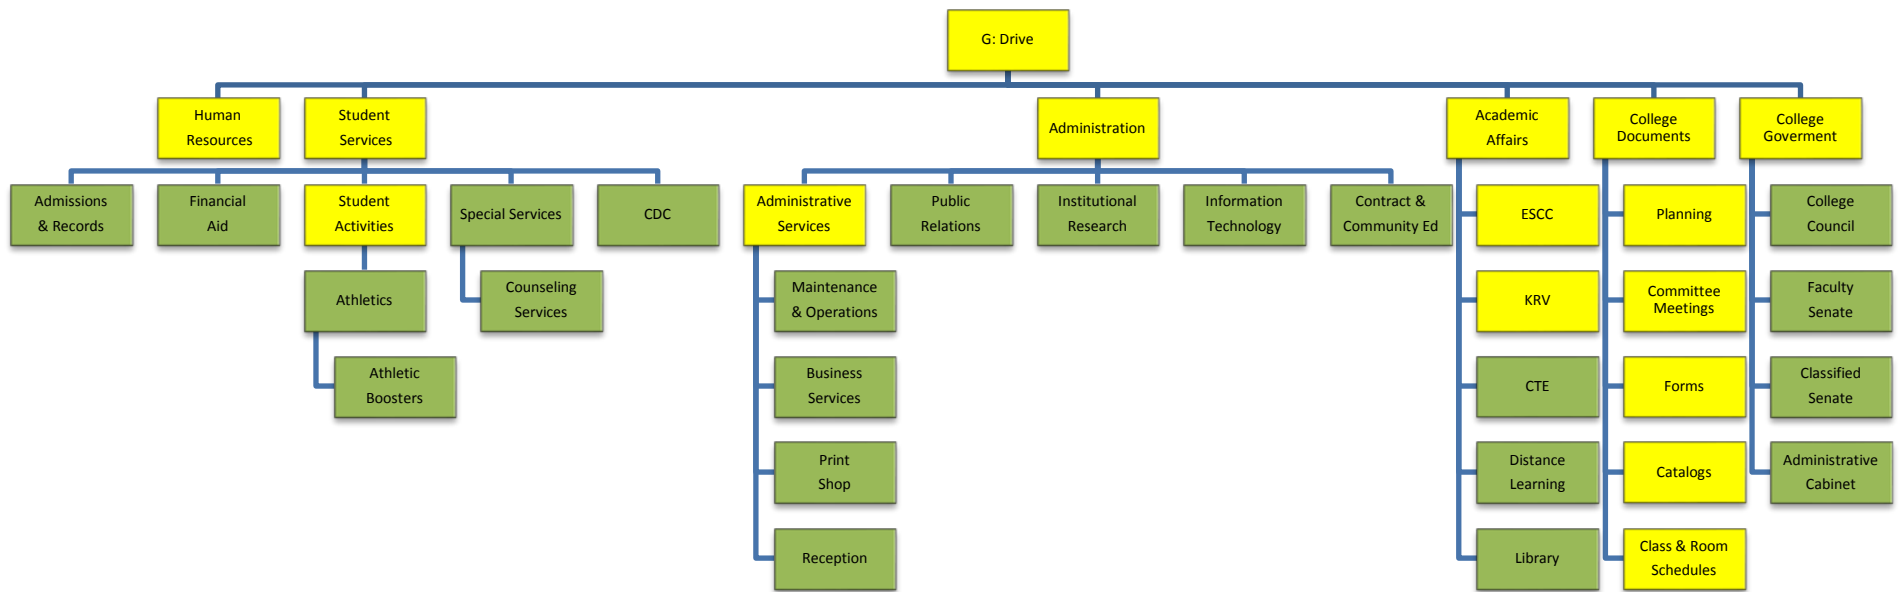 G: Drive
Human
Resources
Student
Services
Administration
Academic
Affairs
College
Documents
College
Goverment
Admissions
& Records
Financial
Aid
Student
Activities
Special Services
CDC
Administrative
Services
Public
Relations
Institutional
Research
Information
Technology
Contract &
Community Ed
ESCC
Planning
College
Council
Athletics
Counseling
Services
Maintenance
& Operations
KRV
Committee
Meetings
Faculty
Senate
Athletic
Boosters
Business
Services
CTE
Forms
Classified
Senate
Print
Shop
Distance
Learning
Catalogs
Administrative
Cabinet
Reception
Library
Class & Room
Schedules